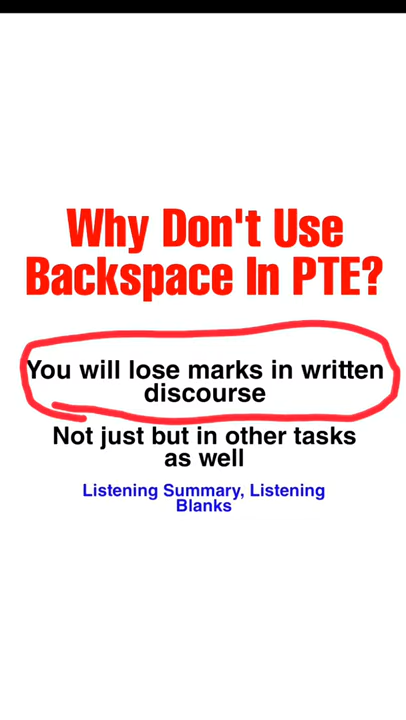 Why Don't Use
Backspace In PTE?
You will lose marks in written
discourse
Not just but in other tasks
as well
Listening Summary, Listening
Blanks